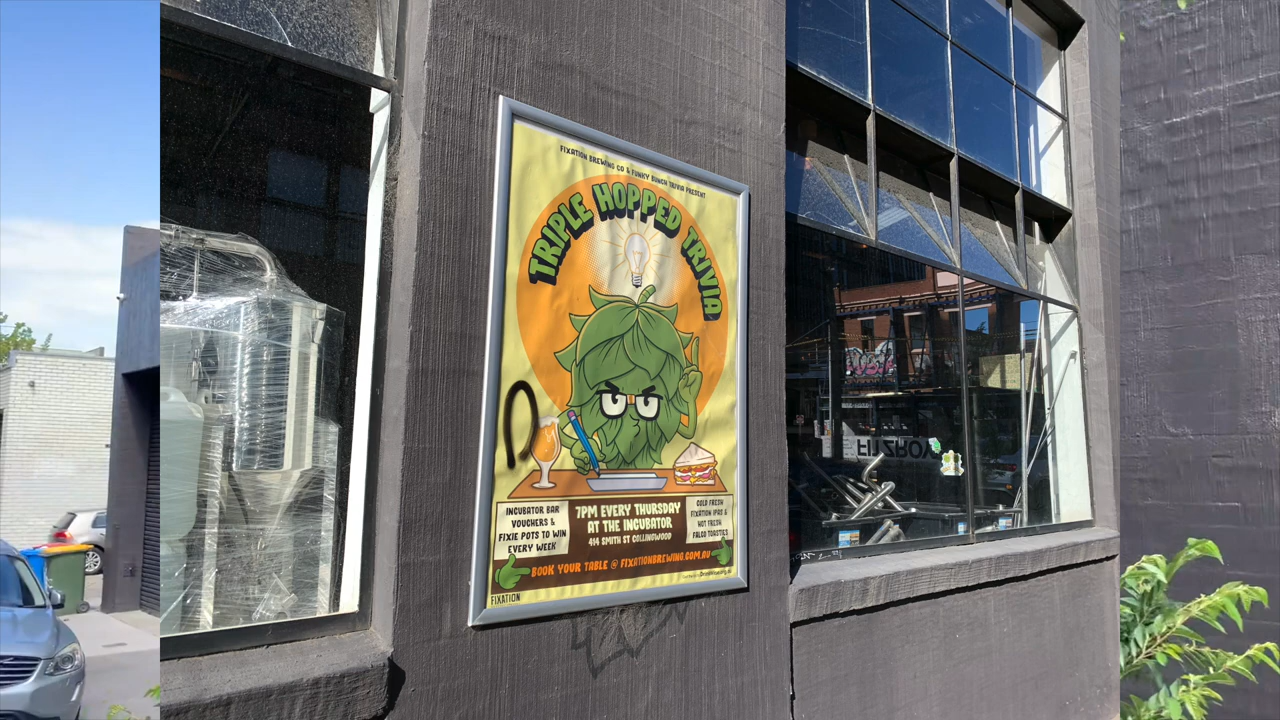 FIXATION BREWING CO & FUNKY BUNCH TRIVIA PRESENT
TRIPLE HOPPED TRIVIA
INCUBATOR BAR
VOUCHERS &
FIXIE POTS TO WIN
EVERY WEEK
7PM EVERY THURSDAY
AT THE INCUBATOR
414 SMITH ST COLLINGWOOD
COLD FRESH
FIXATION IPAS &
HOT FRESH
FALCO TOASTIES
BOOK YOUR TABLE @ FIXATIONBREWING.COM.AU
FIXATION
FITZROY